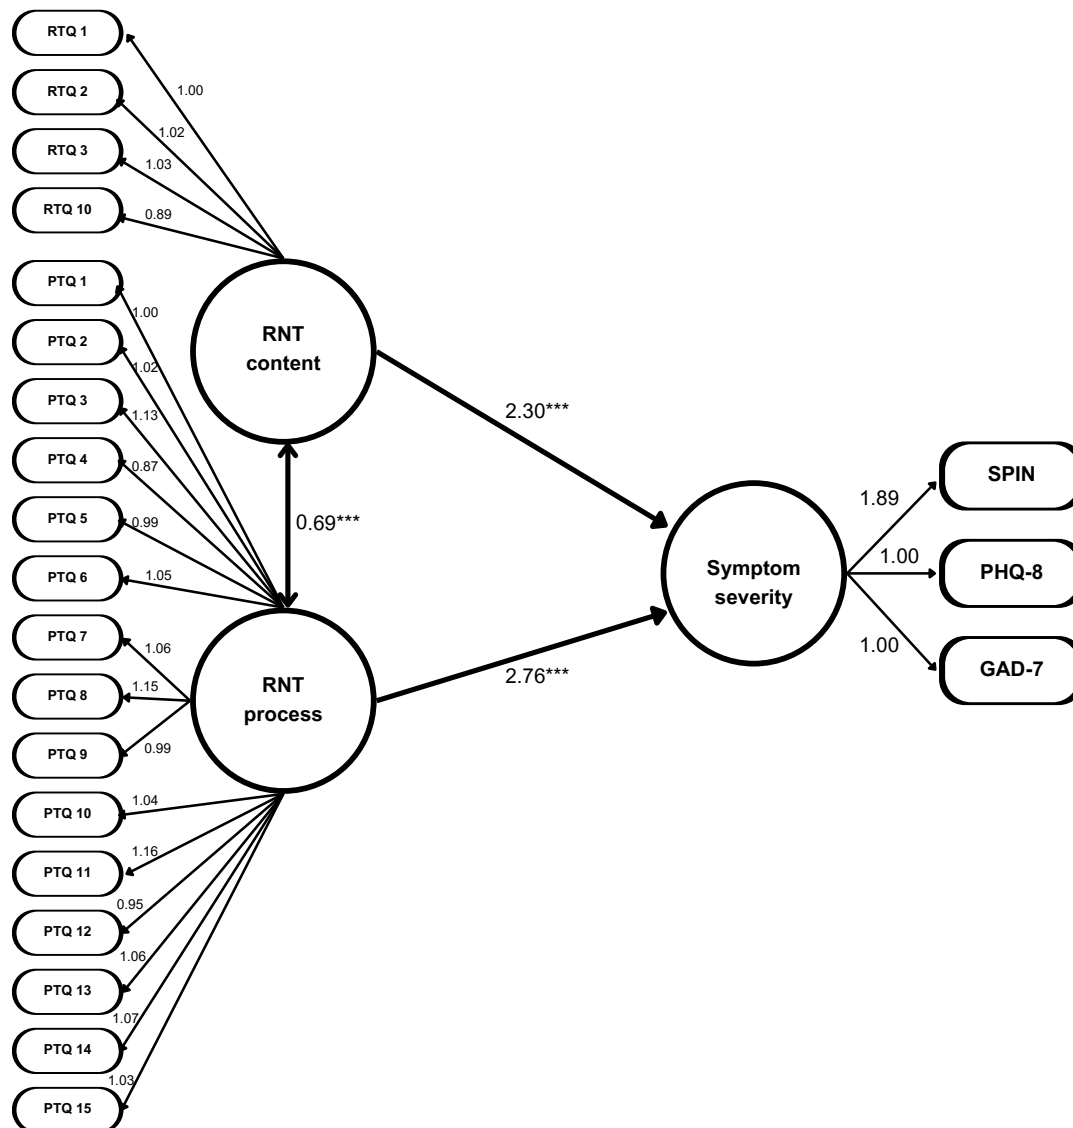 RTQ 1
1.00
RTQ 2
1.02
RTQ 3
1.03
RTQ 10
0.89
PTQ 1
1.00
PTQ 2
1.02
PTQ 3
1.13
PTQ 4
0.87
PTQ 5
0.99
PTQ 6
1.05
PTQ 7
1.06
PTQ 8
1.15
PTQ 9
0.99
PTQ 10
1.04
PTQ 11
1.16
PTQ 12
0.95
PTQ 13
1.06
PTQ 14
1.07
PTQ 15
1.03
RNT
content
0.69***
RNT
process
2.30***
2.76***
Symptom
severity
1.89
SPIN
1.00
PHQ-8
1.00
GAD-7